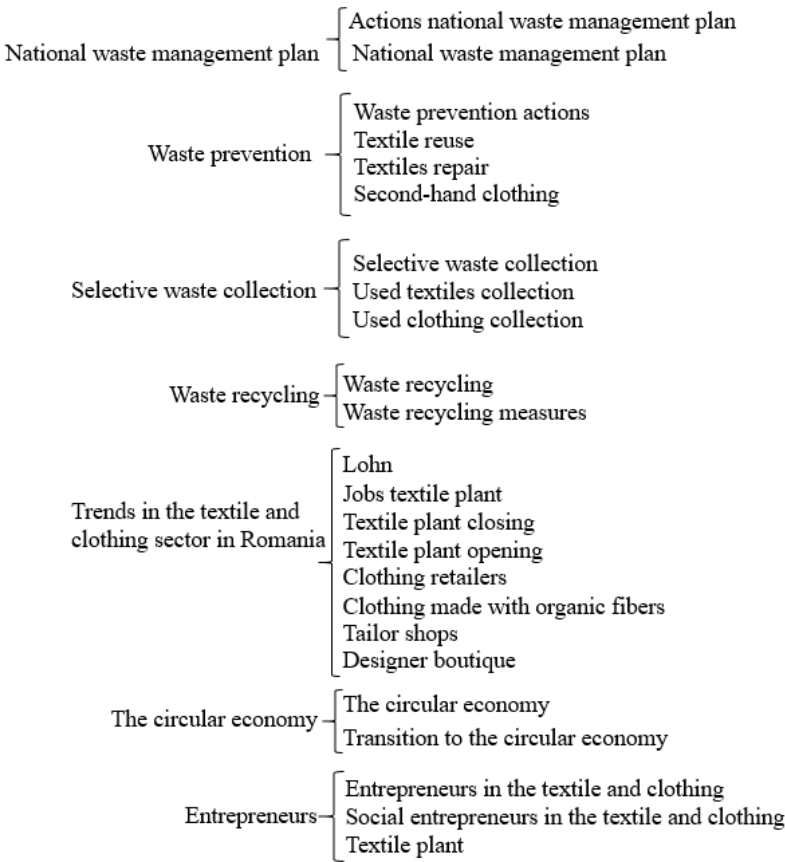 National waste management plan
Actions national waste management plan
National waste management plan
Waste prevention
Waste prevention actions
Textile reuse
Textiles repair
Second-hand clothing
Selective waste collection
Selective waste collection
Used textiles collection
Used clothing collection
Waste recycling
Waste recycling
Waste recycling measures
Trends in the textile and
clothing sector in Romania
Lohn
Jobs textile plant
Textile plant closing
Textile plant opening
Clothing retailers
Clothing made with organic fibers
Tailor shops
Designer boutique
The circular economy
The circular economy
Transition to the circular economy
Entrepreneurs
Entrepreneurs in the textile and clothing
Social entrepreneurs in the textile and clothing
Textile plant